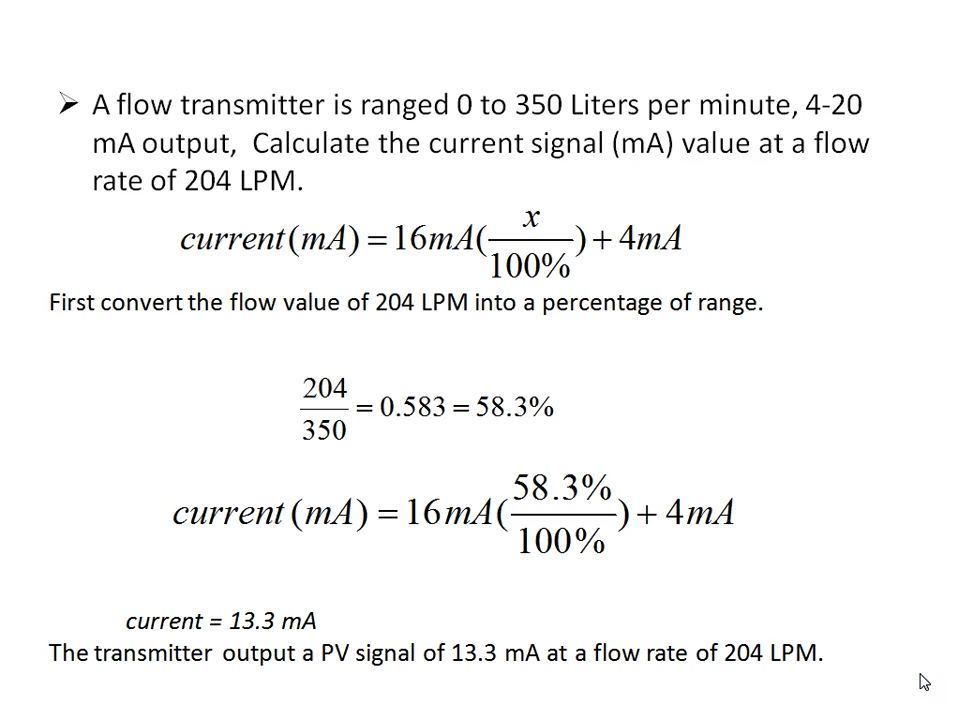 ➢ A flow transmitter is ranged 0 to 350 Liters per minute, 4-20
mA output,  Calculate the current signal (mA) value at a flow
rate of 204 LPM.
current(mA) = 16mA(x/100%) + 4mA
First convert the flow value of 204 LPM into a percentage of range.
204/350 = 0.583 = 58.3%
current (mA) = 16mA(58.3%/100%) + 4mA
current = 13.3 mA
The transmitter output a PV signal of 13.3 mA at a flow rate of 204 LPM.